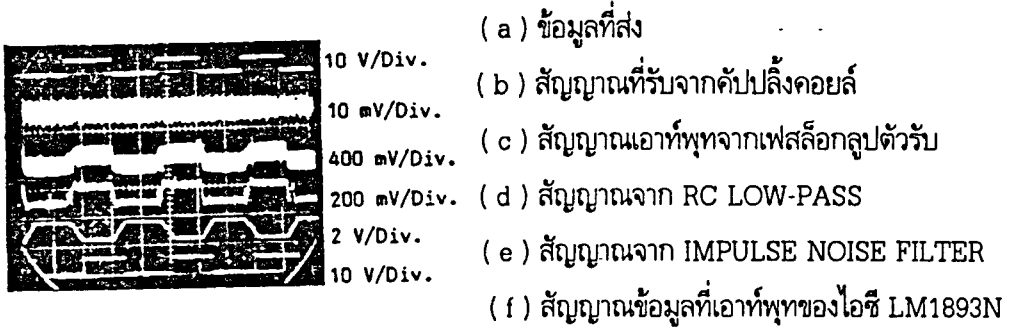 ( a ) ข้อมูลที่ส่ง
10 V/Div.
( b ) สัญญาณที่รับจากคัปปลิ้งคอยล์
10 mV/Div.
( c ) สัญญาณเอาท์พุทจากเฟสล็อกลูปตัวรับ
400 mV/Div.
200 mV/Div.
( d ) สัญญาณจาก RC LOW-PASS
2 V/Div.
( e ) สัญญาณจาก IMPULSE NOISE FILTER
10 V/Div.
( f ) สัญญาณข้อมูลที่เอาท์พุทของไอซี LM1893N